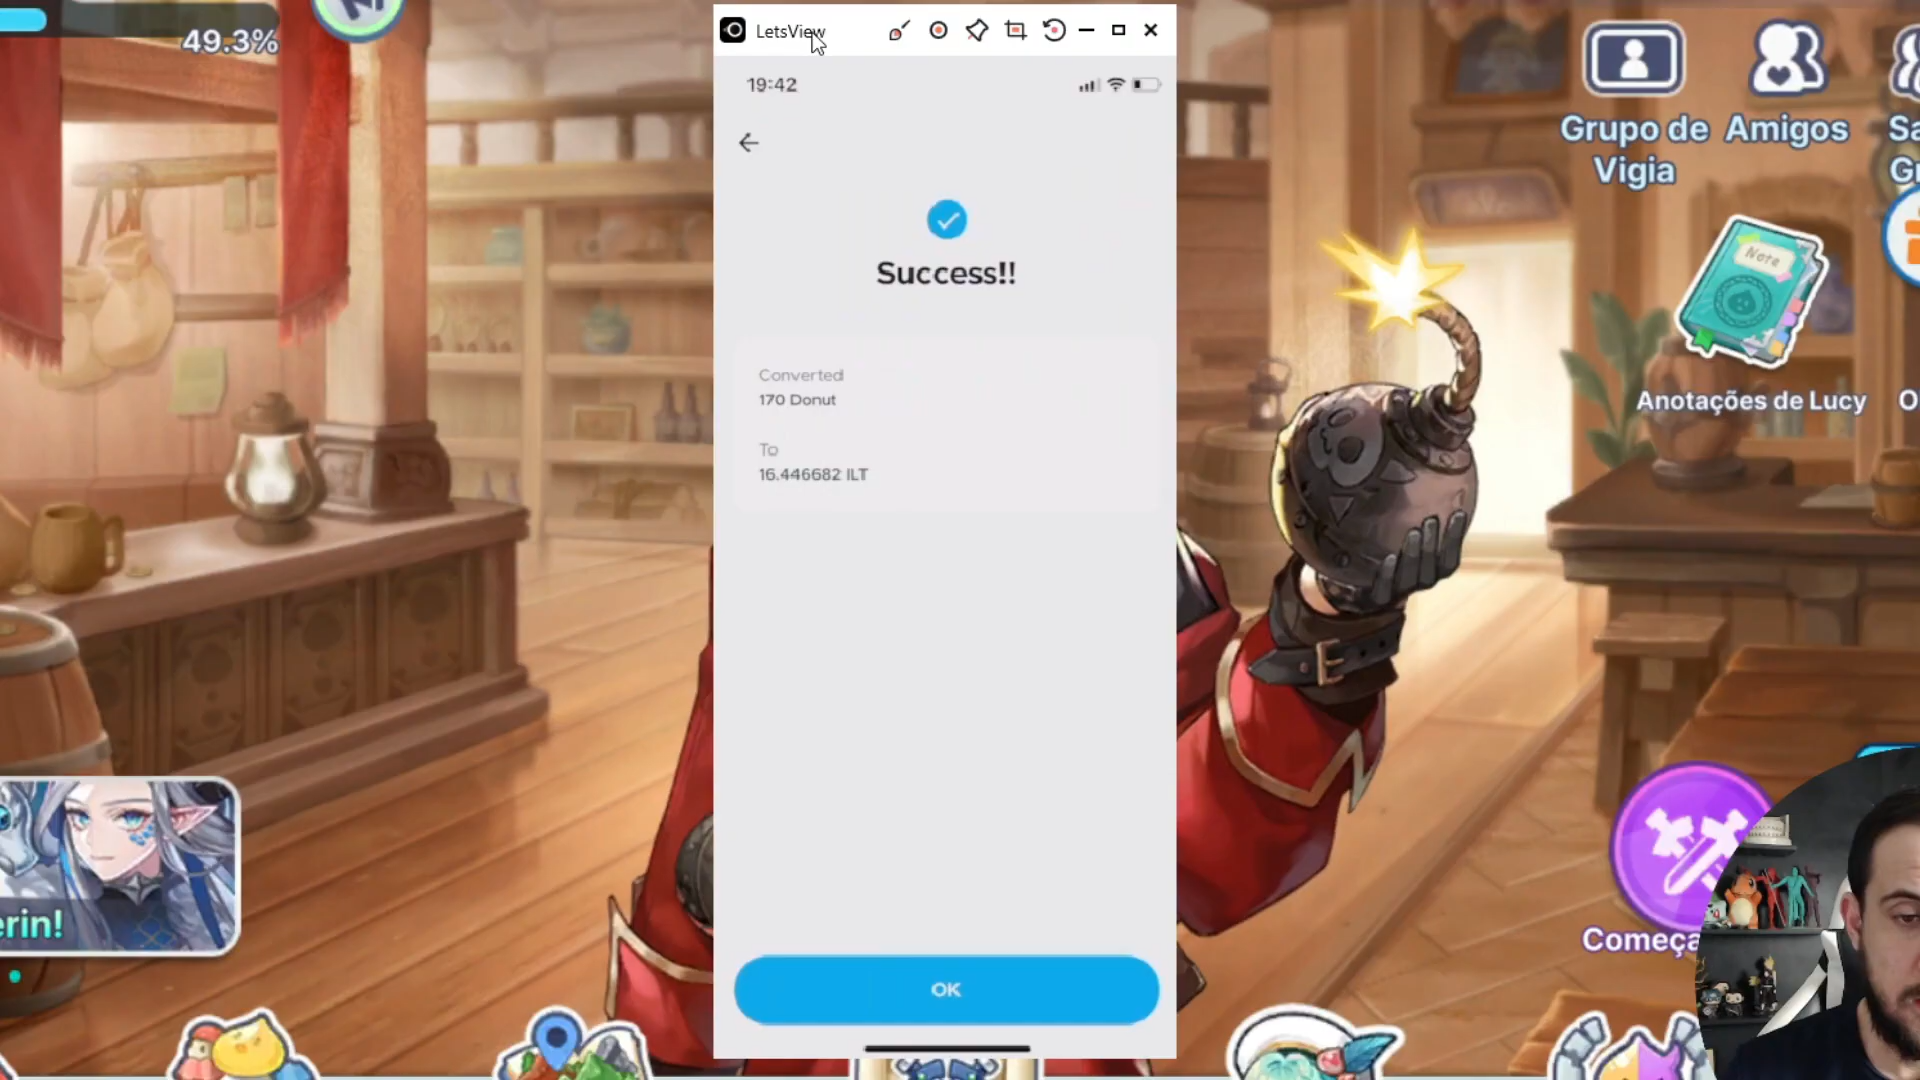 49.3%
LetsView
19:42
Success!!
Converted
170 Donut
To
16.446682 ILT
OK
Grupo de
Vigia
Amigos
Note
Anotações de Lucy
erin!